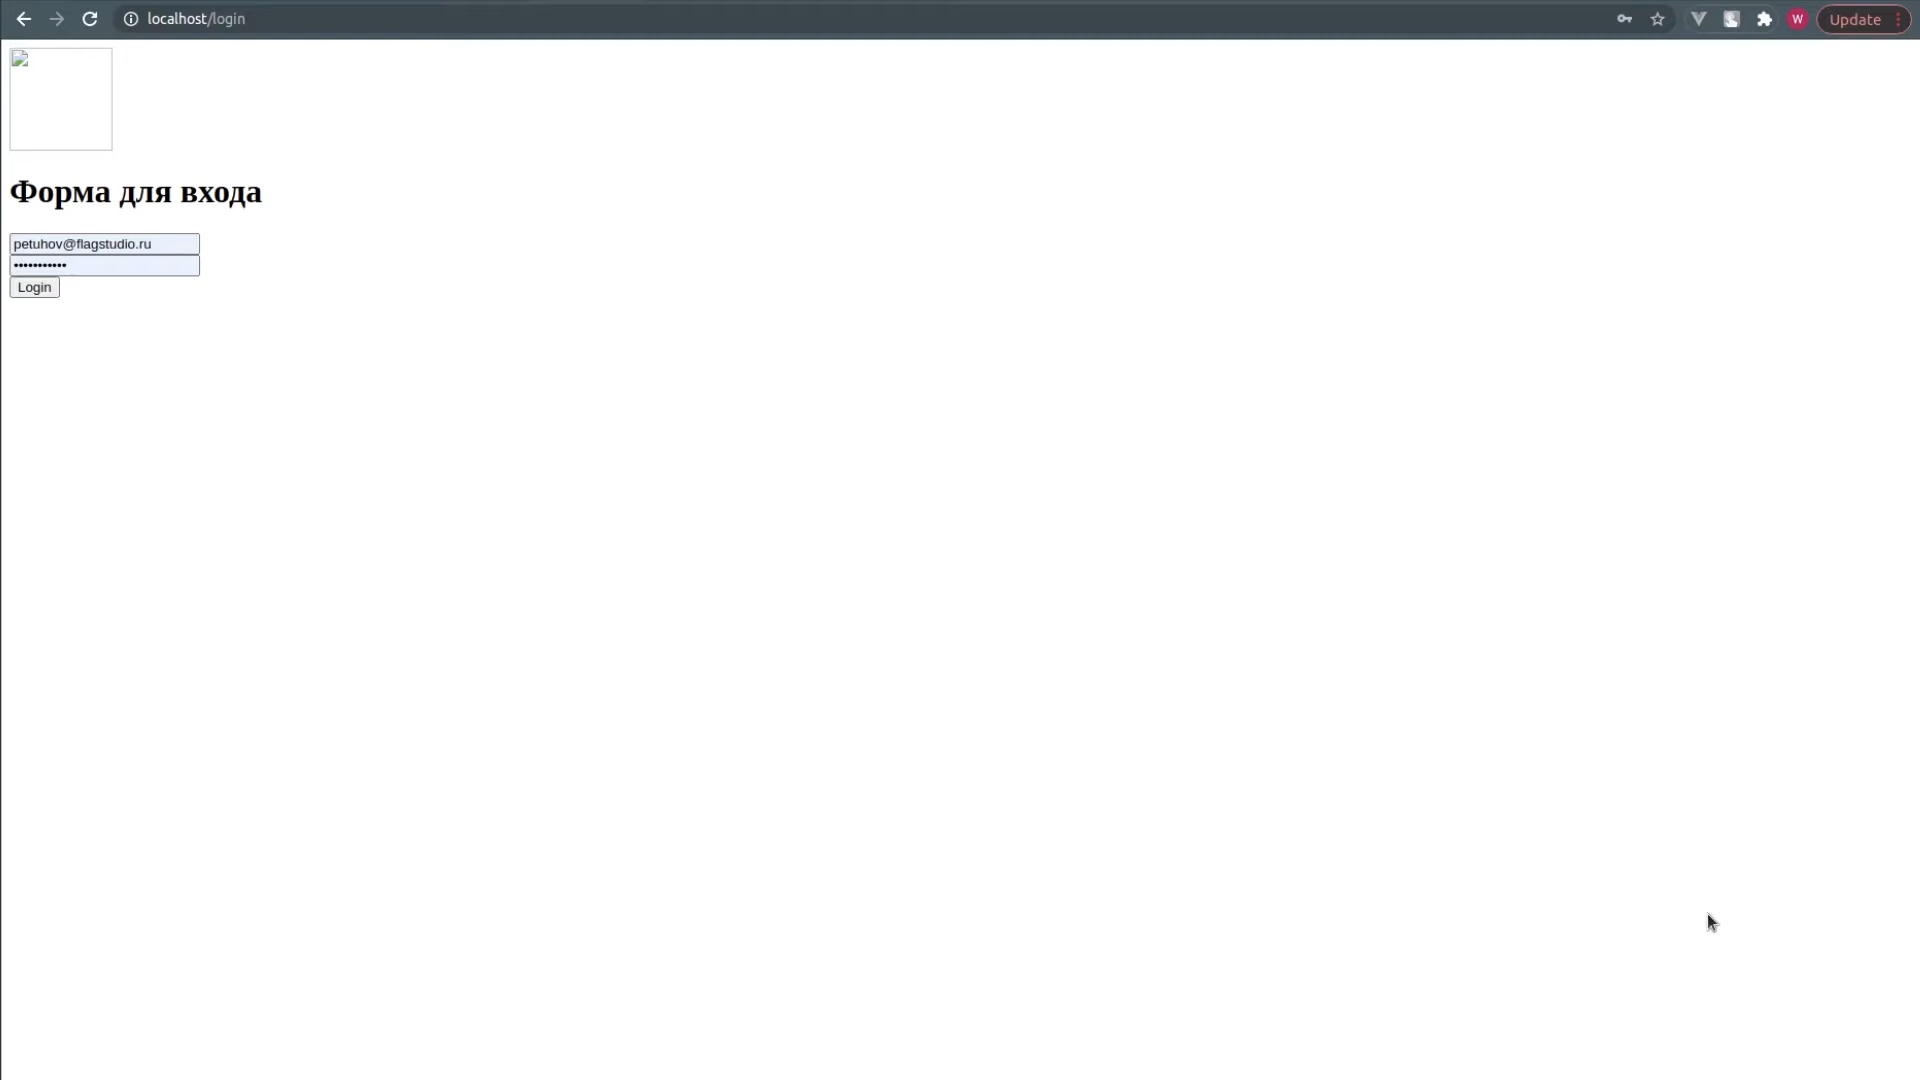 localhost/login
W
Update
Форма для входа
petuhov@flagstudio.ru
•••••••••••
Login